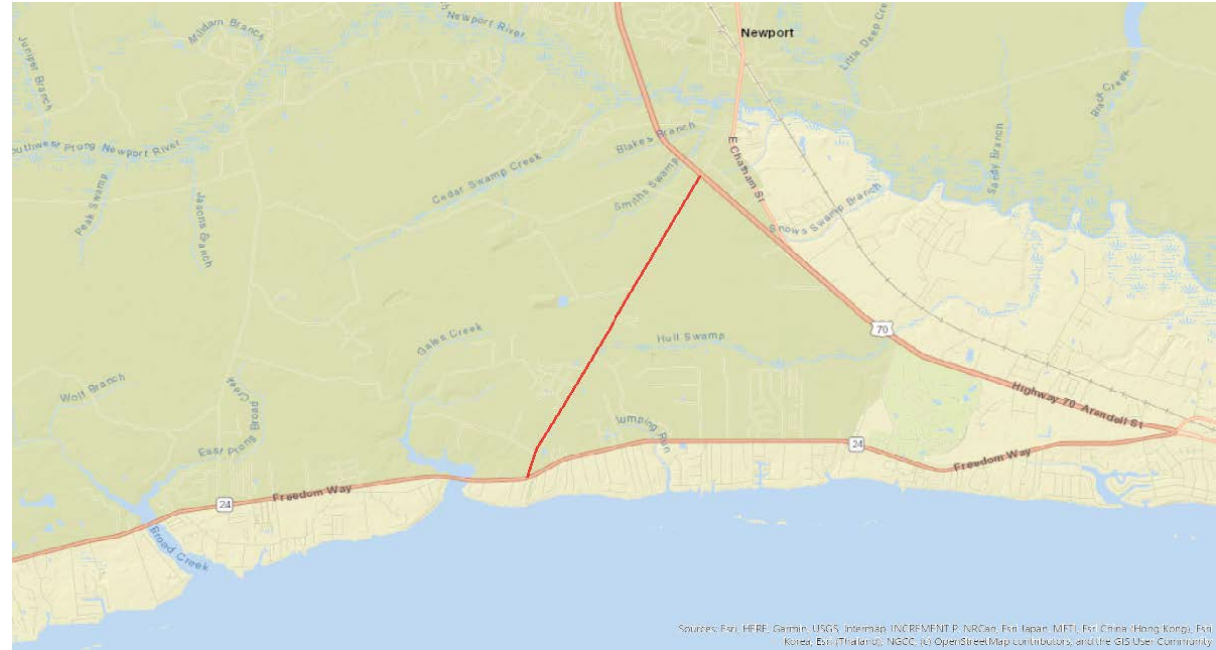 Mildam Branch
Newport River
Newport
Little Deep Creek
Juniper Branch
Black Creek
Southwest Prong Newport River
Blakes Branch
E Chatham St
Sandy Branch
Cedar Swamp Creek
Smiths Swamp
Peak Swamp
Jasons Branch
Snows Swamp Branch
70
Gales Creek
Hull Swamp
Wolf Branch
East Prong Broad Creek
Highway 70 Arendell St
Jumping Run
24
Freedom Way
Freedom Way
24
Broad Creek
Sources: Esri, HERE, Garmin, USGS, Intermap, INCREMENT P, NRCan, Esri Japan, METI, Esri China (Hong Kong), Esri
Korea, Esri (Thailand), NGCC, (c) OpenStreetMap contributors, and the GIS User Community